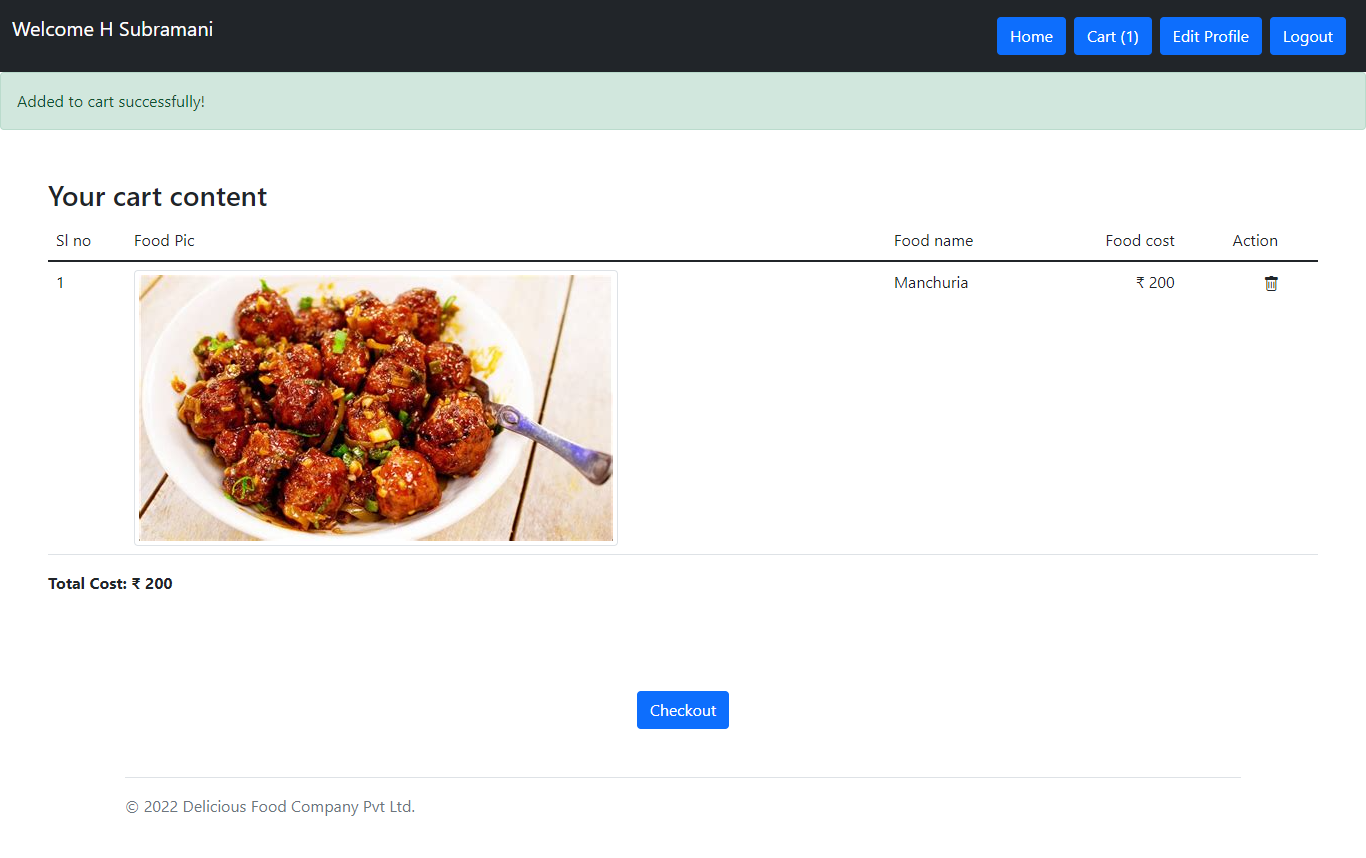 Welcome H Subramani
Home Cart (1) Edit Profile Logout
Added to cart successfully!
Your cart content
Sl no Food Pic Food name Food cost Action
1 Manchuria ₹ 200
Total Cost: ₹ 200
Checkout
© 2022 Delicious Food Company Pvt Ltd.